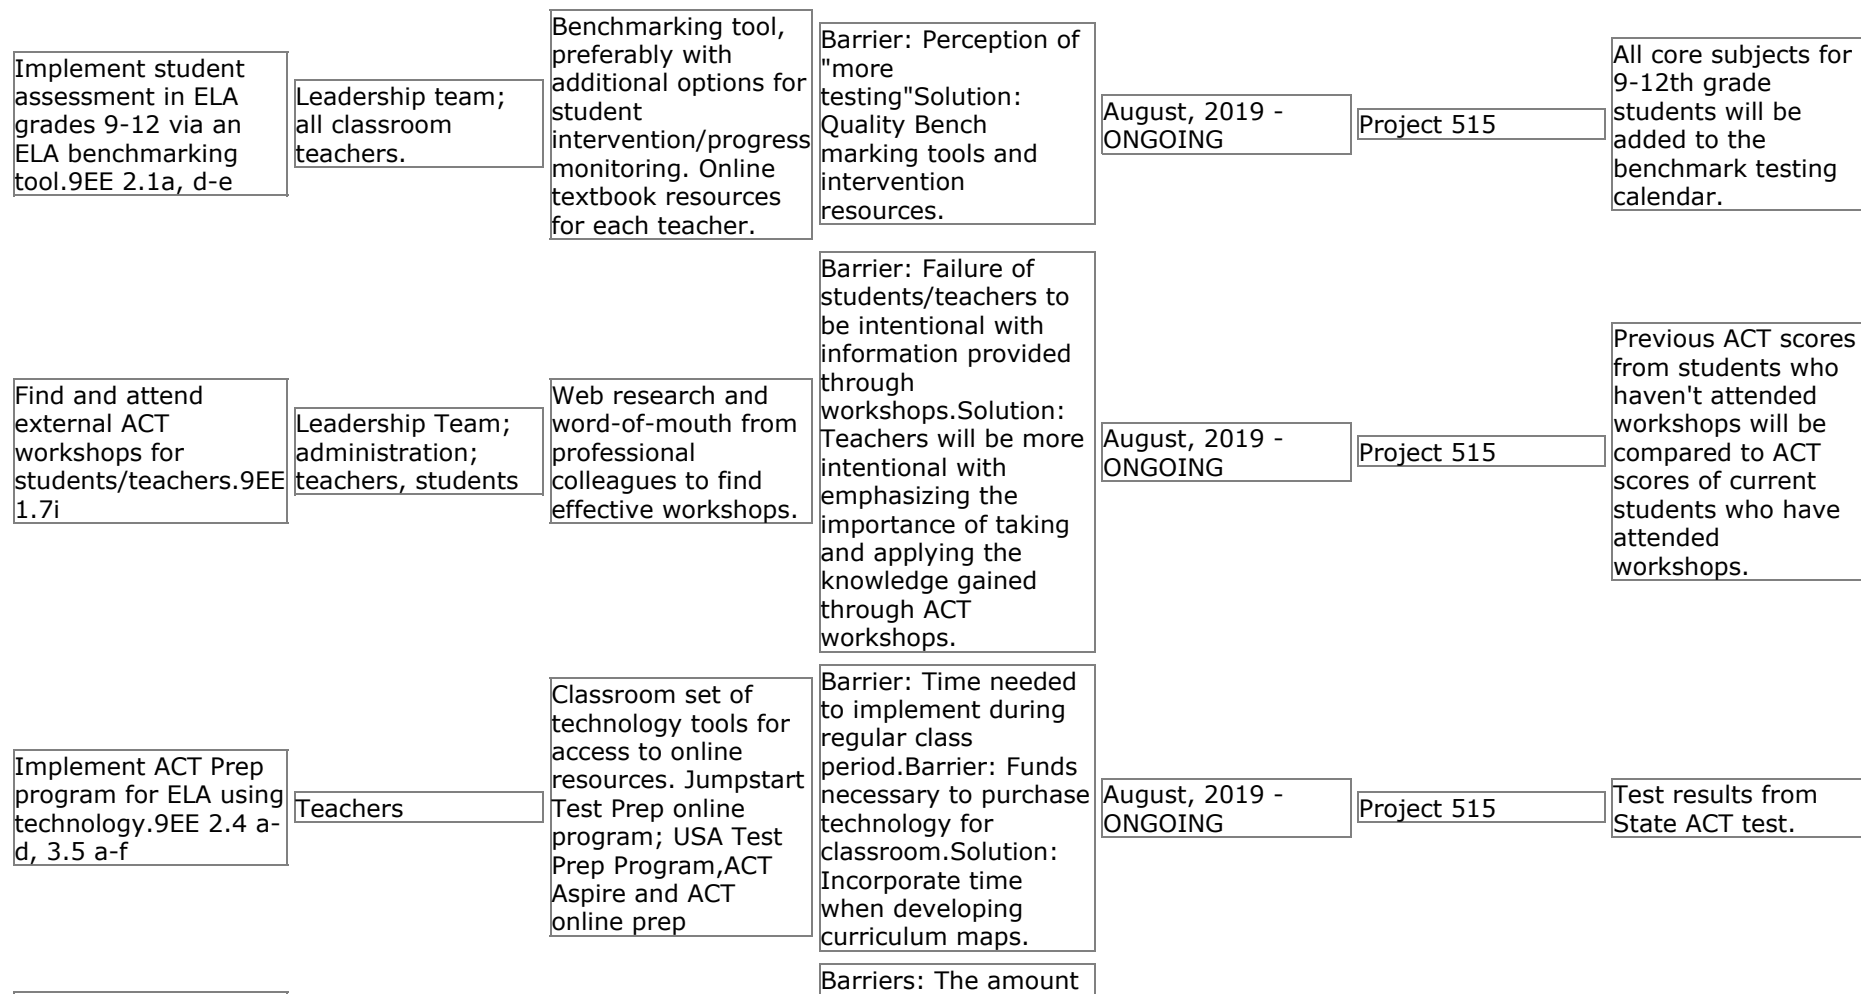 Implement student
assessment in ELA
grades 9-12 via an
ELA benchmarking
tool.9EE 2.1a, d-e
Leadership team;
all classroom
teachers.
Benchmarking tool,
preferably with
additional options for
student
intervention/progress
monitoring. Online
textbook resources
for each teacher.
Barrier: Perception of
"more
testing"Solution:
Quality Bench
marking tools and
intervention
resources.
August, 2019 -
ONGOING
Project 515
All core subjects for
9-12th grade
students will be
added to the
benchmark testing
calendar.
Find and attend
external ACT
workshops for
students/teachers.9EE
1.7i
Leadership Team;
administration;
teachers, students
Web research and
word-of-mouth from
professional
colleagues to find
effective workshops.
Barrier: Failure of
students/teachers to
be intentional with
information provided
through
workshops.Solution:
Teachers will be more
intentional with
emphasizing the
importance of taking
and applying the
knowledge gained
through ACT
workshops.
August, 2019 -
ONGOING
Project 515
Previous ACT scores
from students who
haven't attended
workshops will be
compared to ACT
scores of current
students who have
attended
workshops.
Implement ACT Prep
program for ELA using
technology.9EE 2.4 a-
d, 3.5 a-f
Teachers
Classroom set of
technology tools for
access to online
resources. Jumpstart
Test Prep online
program; USA Test
Prep Program,ACT
Aspire and ACT
online prep
Barrier: Time needed
to implement during
regular class
period.Barrier: Funds
necessary to purchase
technology for
classroom.Solution:
Incorporate time
when developing
curriculum maps.
August, 2019 -
ONGOING
Project 515
Test results from
State ACT test.
Barriers: The amount